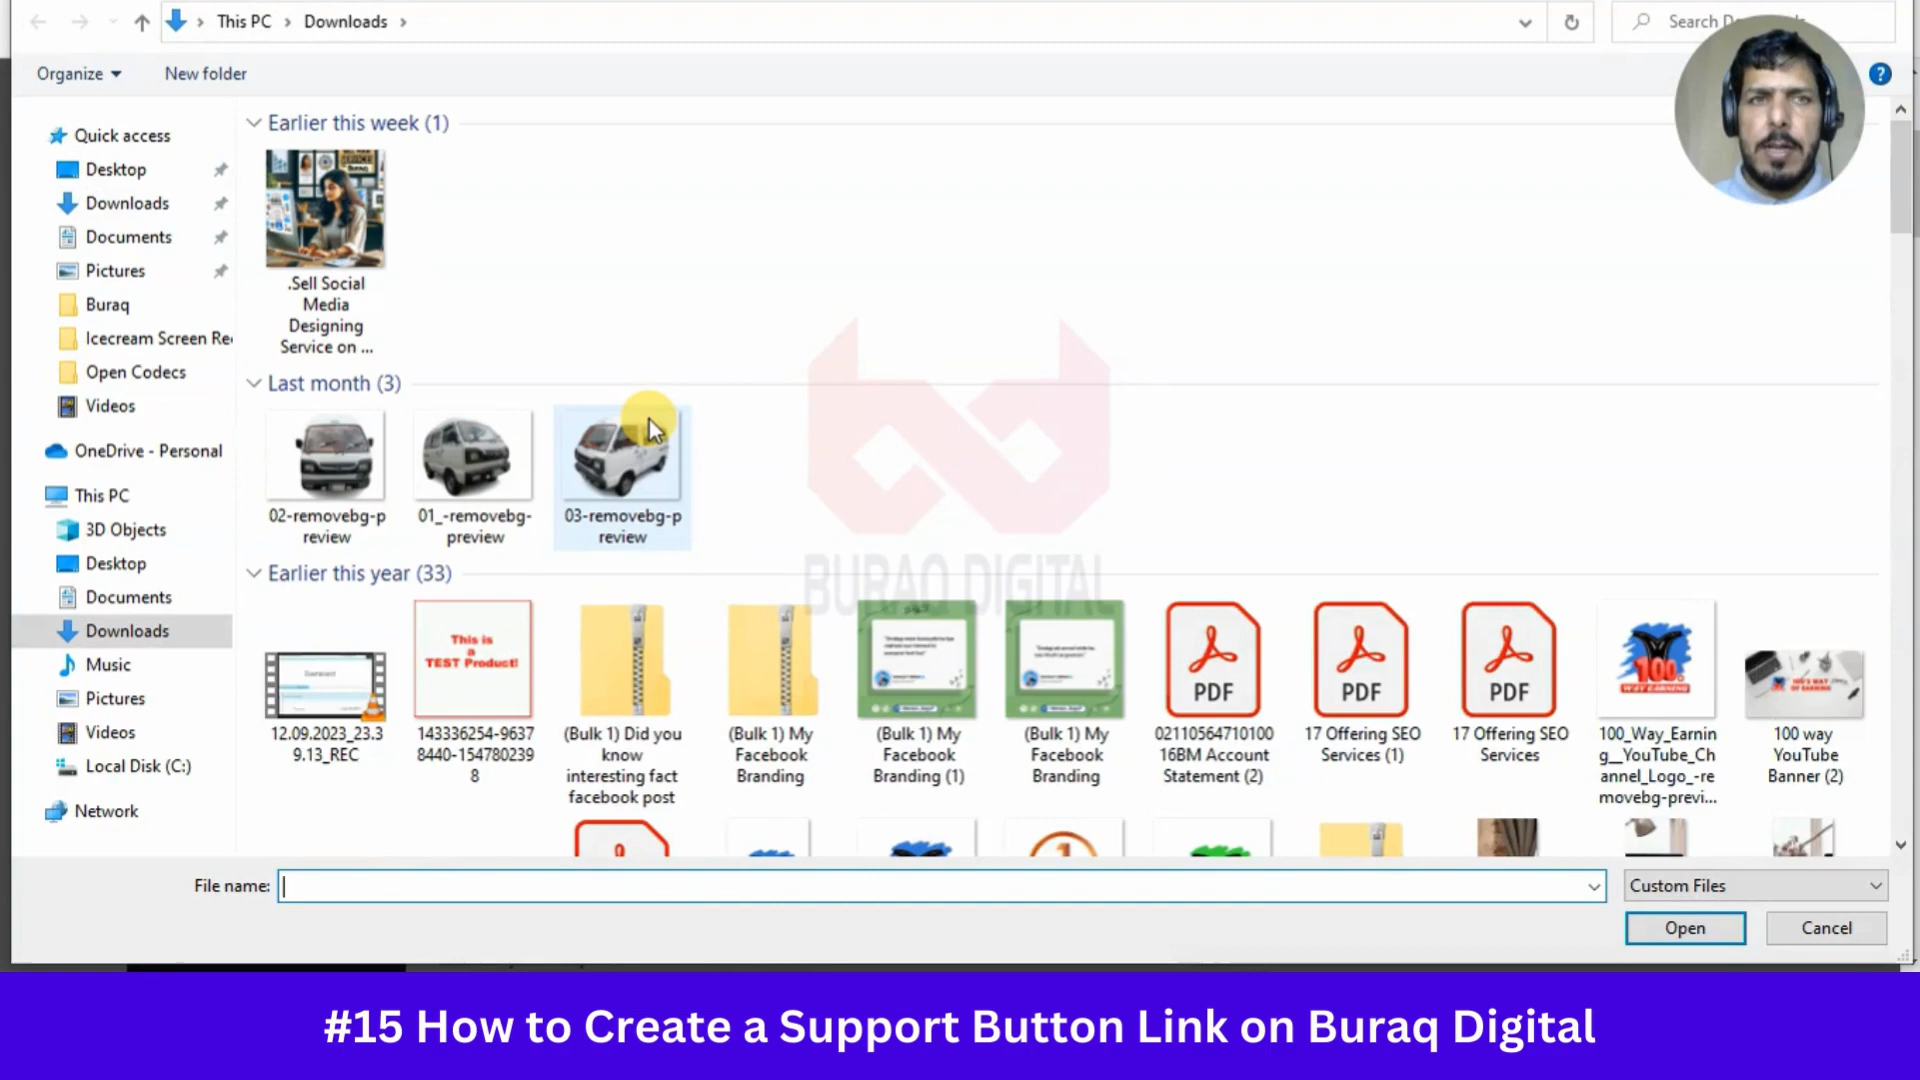 This PC
Downloads
Search D
Organize
New folder
Quick access
Desktop
Downloads
Documents
Pictures
Buraq
Icecream Screen Re
Open Codecs
Videos
OneDrive - Personal
This PC
3D Objects
Desktop
Documents
Downloads
Music
Pictures
Videos
Local Disk (C:)
Network
Earlier this week (1)
.Sell Social
Media
Designing
Service on ...
Last month (3)
02-removebg-p
review
01_-removebg-
preview
03-removebg-p
review
BURAQ DIGITAL
Earlier this year (33)
This is
a
TEST Product!
PDF
PDF
PDF
100
WAY EARNING
12.09.2023_23.3
9.13_REC
143336254-9637
8440-154780239
8
(Bulk 1) Did you
know
interesting fact
facebook post
(Bulk 1) My
Facebook
Branding
(Bulk 1) My
Facebook
Branding (1)
(Bulk 1) My
Facebook
Branding
02110564710100
16BM Account
Statement (2)
17 Offering SEO
Services (1)
17 Offering SEO
Services
100_Way_Earnin
g__YouTube_Ch
annel_Logo_-re
movebg-previ...
100 way
YouTube
Banner (2)
File name:
Custom Files
Open
Cancel
#15 How to Create a Support Button Link on Buraq Digital